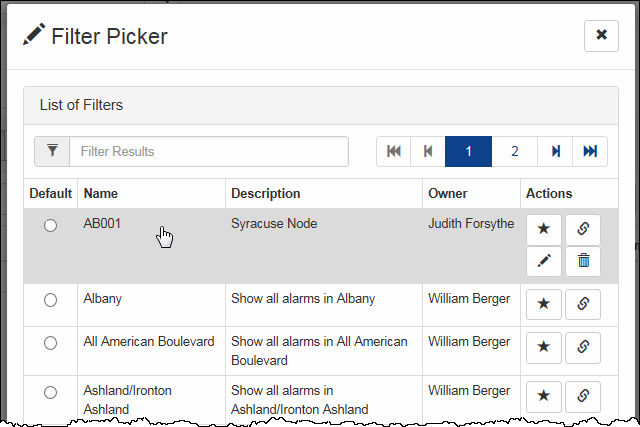 Filter Picker
List of Filters
Filter Results
1 2
Default Name Description Owner Actions
AB001 Syracuse Node Judith Forsythe
Albany Show all alarms in Albany William Berger
All American Boulevard Show all alarms in All American William Berger
Boulevard
Ashland/Ironton Show all alarms in William Berger
Ashland Ashland/Ironton Ashland